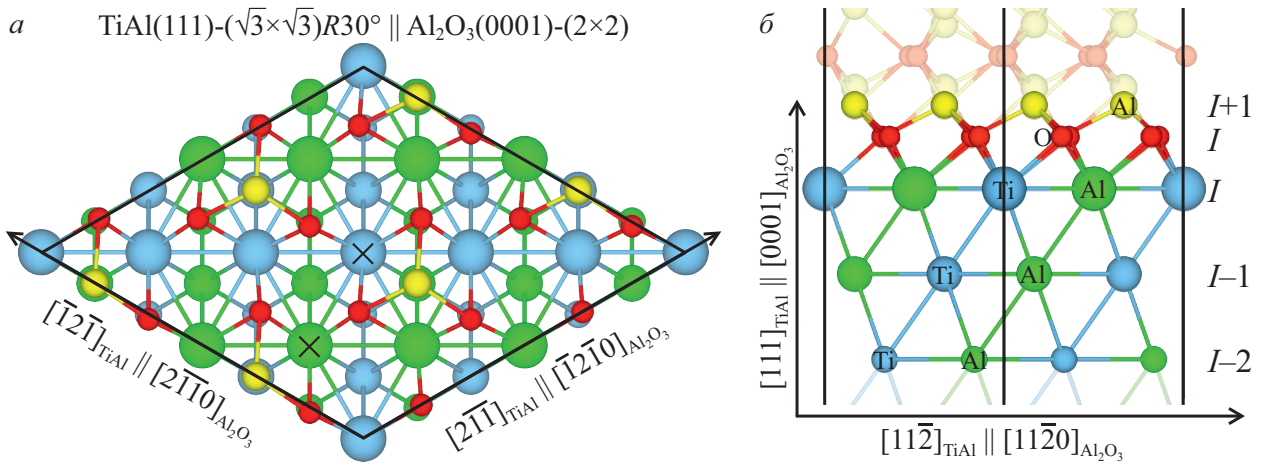 а
TiAl(111)-(√3×√3)R30° || Al₂O₃(0001)-(2×2)
[1̅21̅]TiAl || [21̅1̅0]Al₂O₃
[21̅1̅]TiAl || [1̅21̅0]Al₂O₃
б
[111]TiAl || [0001]Al₂O₃
Al
I+1
O
I
Ti
Al
I
Ti
Al
I–1
Ti
Al
I–2
[112̅]TiAl || [112̅0]Al₂O₃